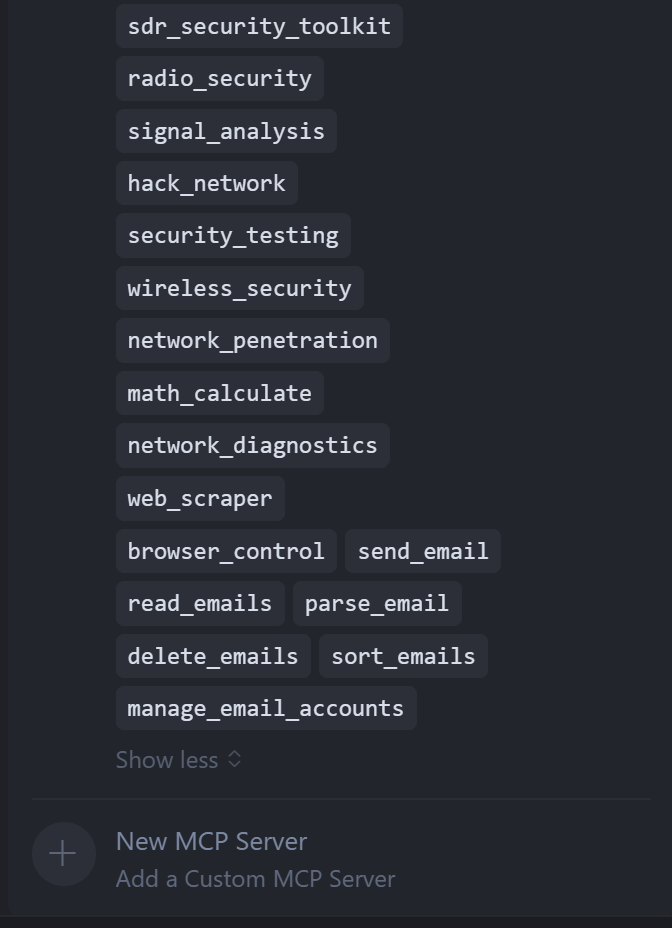 sdr_security_toolkit
radio_security
signal_analysis
hack_network
security_testing
wireless_security
network_penetration
math_calculate
network_diagnostics
web_scraper
browser_control send_email
read_emails parse_email
delete_emails sort_emails
manage_email_accounts
Show less
New MCP Server
Add a Custom MCP Server